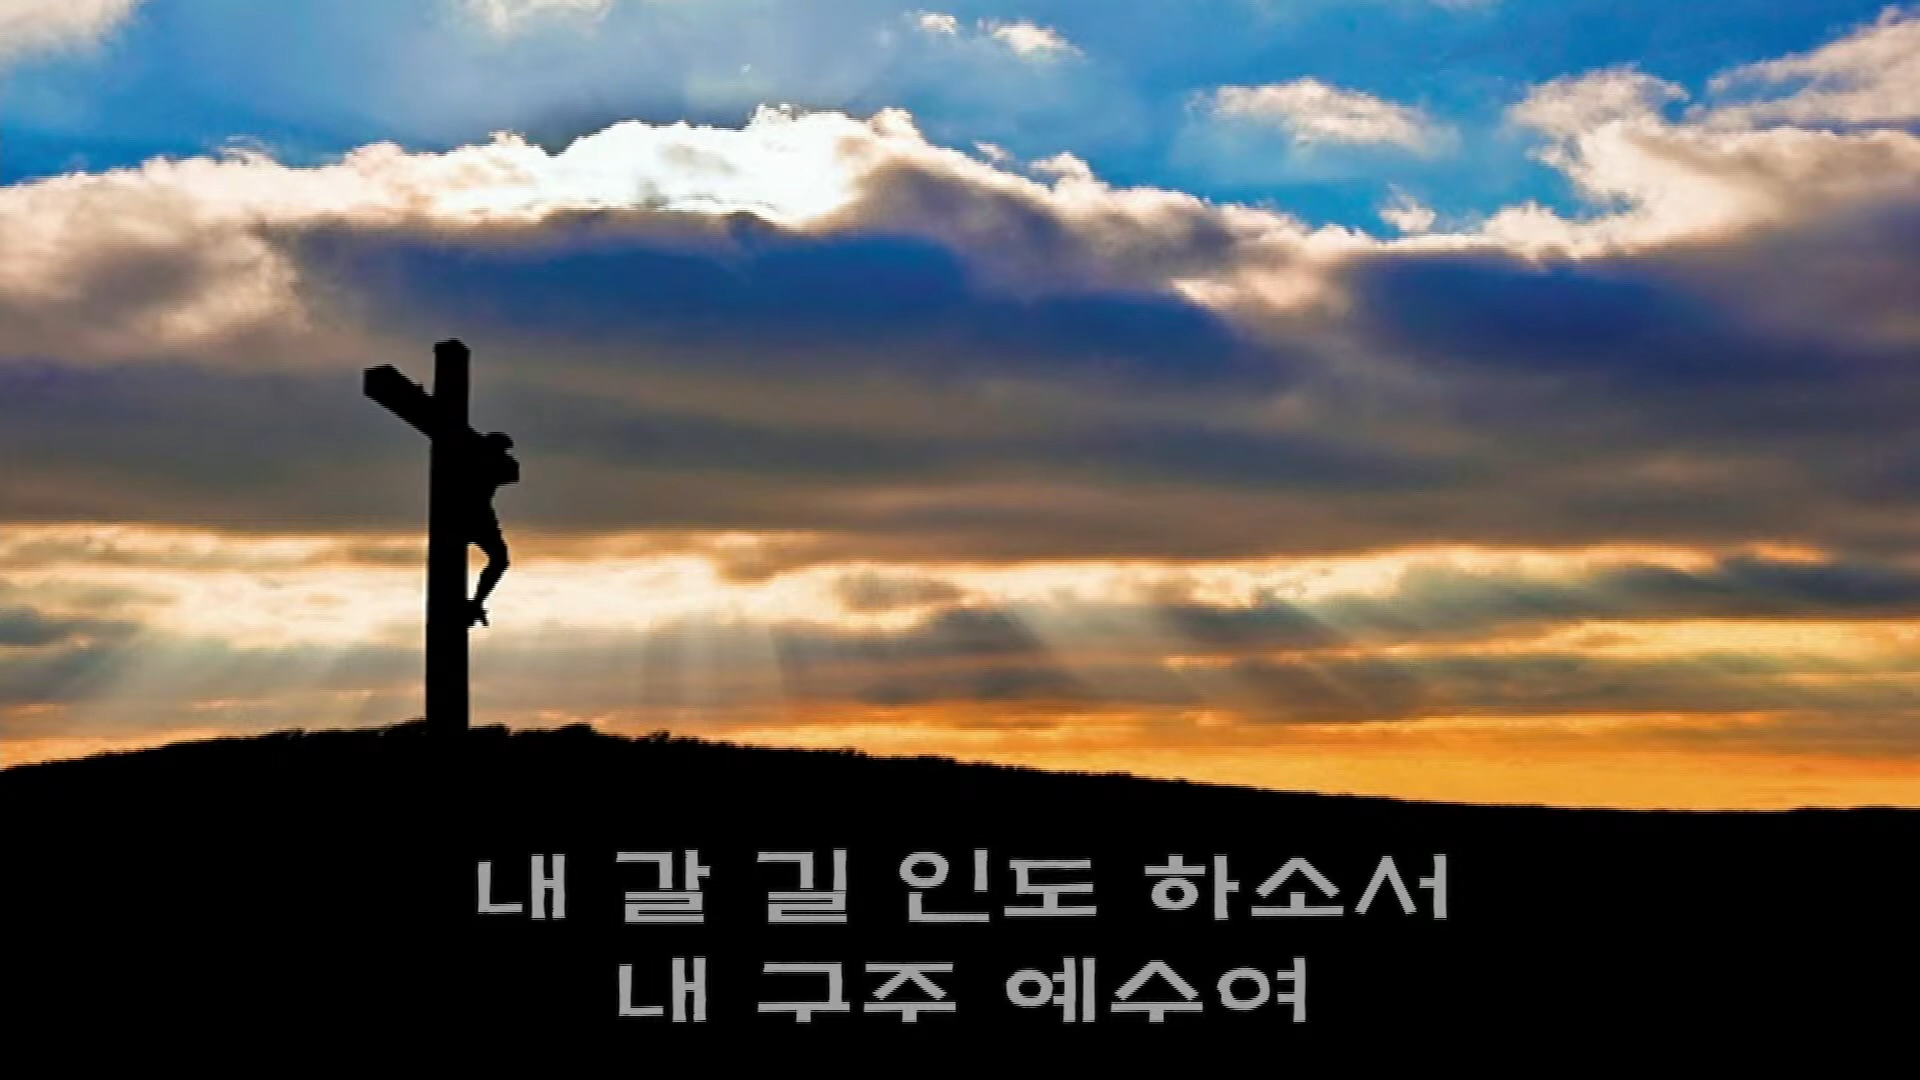 내 갈 길 인도 하소서
내 구주 예수여